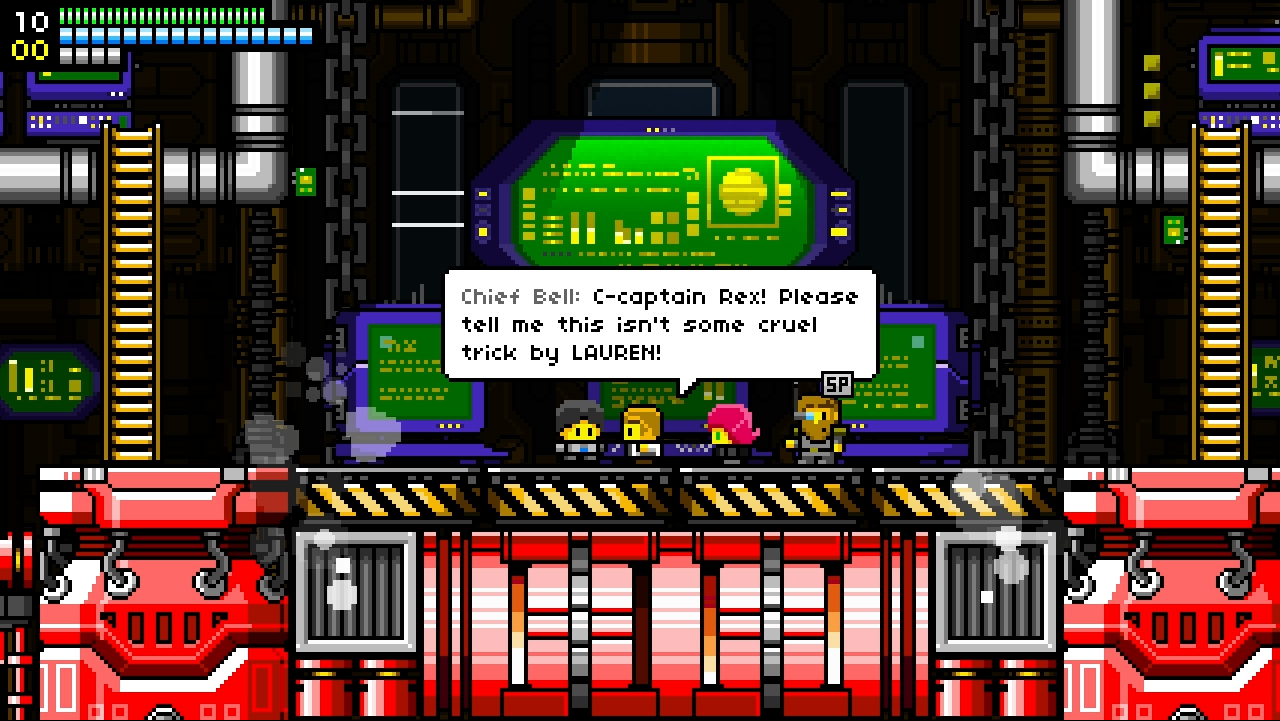 10
00
Chief Bell: C-captain Rex! Please
tell me this isn't some cruel
trick by LAUREN!
SP